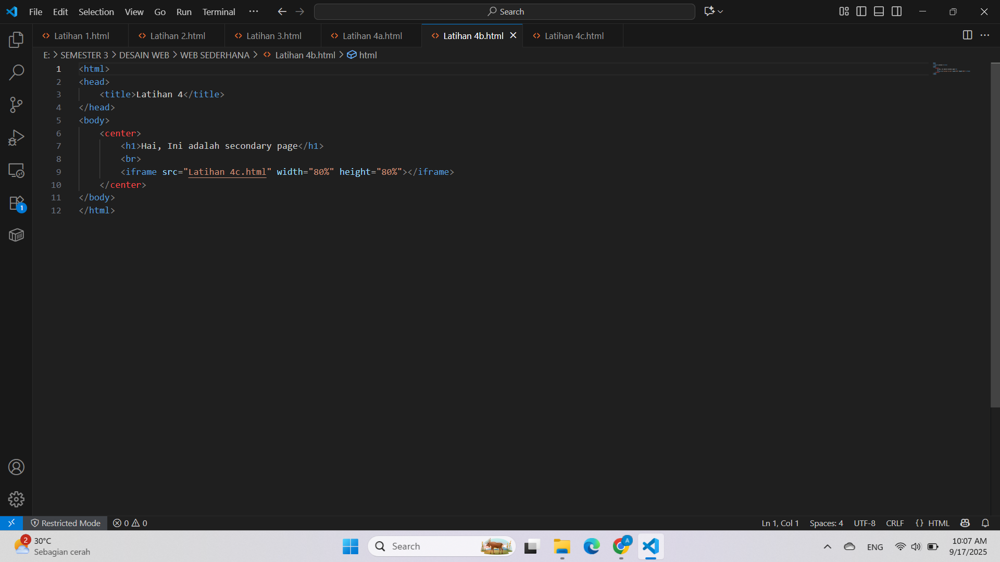 File Edit Selection View Go Run Terminal ··· Search
Latihan 1.html Latihan 2.html Latihan 3.html Latihan 4a.html Latihan 4b.html Latihan 4c.html
E: > SEMESTER 3 > DESAIN WEB > WEB SEDERHANA > Latihan 4b.html > html
1 <html>
2 <head>
3 <title>Latihan 4</title>
4 </head>
5 <body>
6 <center>
7 <h1>Hai, Ini adalah secondary page</h1>
8 <br>
9 <iframe src="Latihan 4c.html" width="80%" height="80%"></iframe>
10 </center>
11 </body>
12 </html>
1
Restricted Mode 0 0 Ln 1, Col 1 Spaces: 4 UTF-8 CRLF {} HTML
2 30°C
Sebagian cerah
Search
A
ENG
10:07 AM
9/17/2025